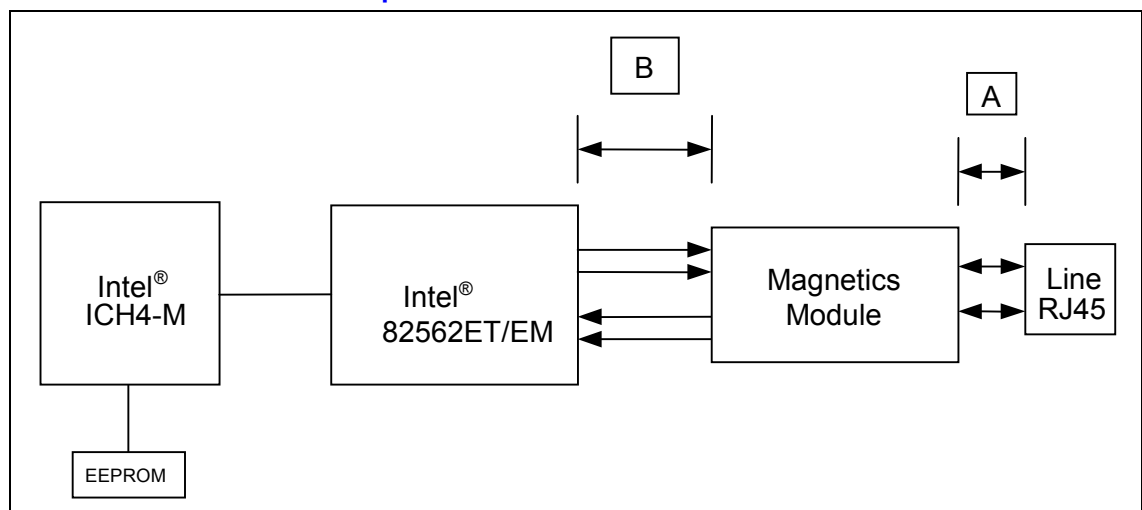 B
A
Intel®
ICH4-M
Intel®
82562ET/EM
Magnetics
Module
Line
RJ45
EEPROM